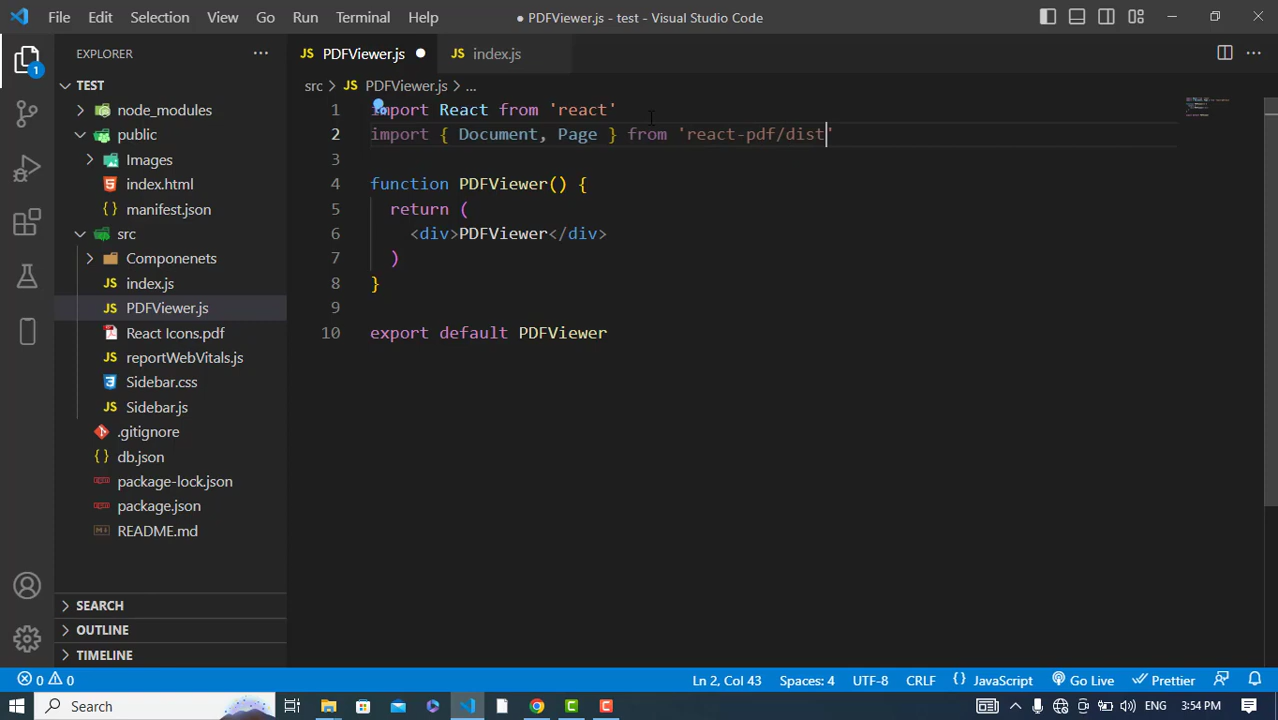 File Edit Selection View Go Run Terminal Help
● PDFViewer.js - test - Visual Studio Code
EXPLORER
TEST
node_modules
public
Images
index.html
manifest.json
src
Componenets
index.js
PDFViewer.js
React Icons.pdf
reportWebVitals.js
Sidebar.css
Sidebar.js
.gitignore
db.json
package-lock.json
package.json
README.md
SEARCH
OUTLINE
TIMELINE
JS PDFViewer.js ●
JS index.js
src > JS PDFViewer.js > ...
1 import React from 'react'
2 import { Document, Page } from 'react-pdf/dist'
3
4 function PDFViewer() {
5 return (
6 <div>PDFViewer</div>
7 )
8 }
9
10 export default PDFViewer
0 0 Ln 2, Col 43 Spaces: 4 UTF-8 CRLF {} JavaScript Go Live Prettier
Search
ENG 3:54 PM